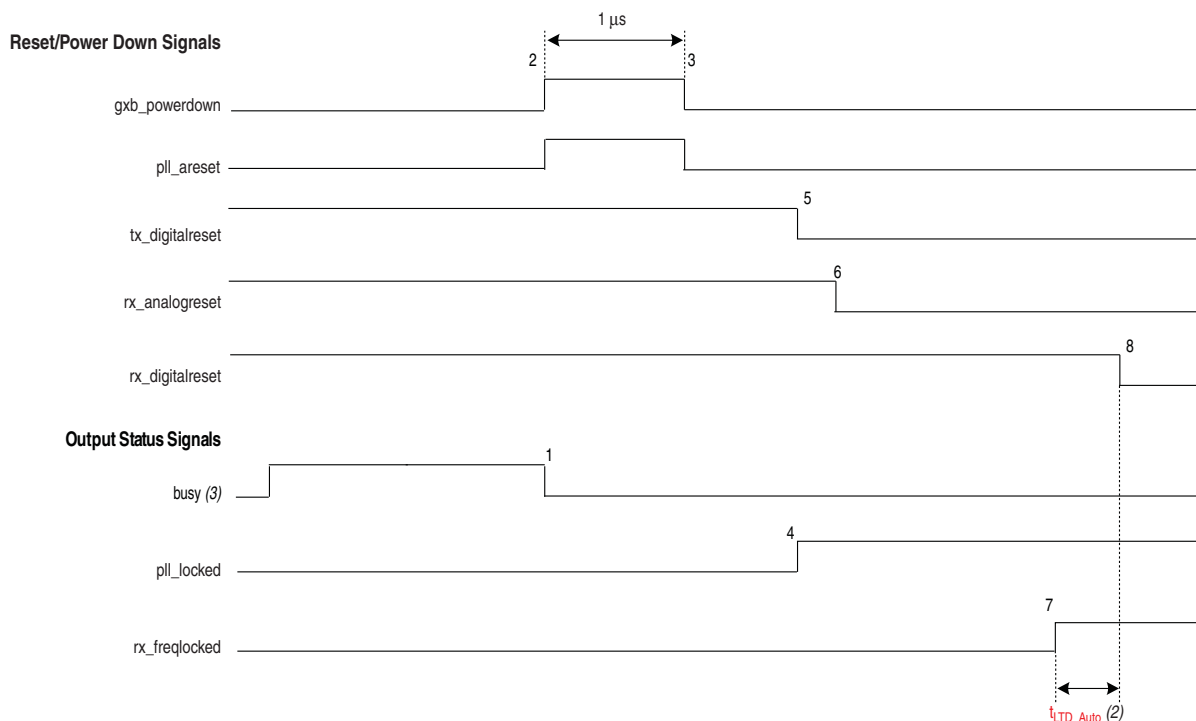 1 μs
Reset/Power Down Signals
2 3
gxb_powerdown
pll_areset
5
tx_digitalreset
6
rx_analogreset
8
rx_digitalreset
Output Status Signals
1
busy (3)
4
pll_locked
7
rx_freqlocked
tLTD_Auto (2)